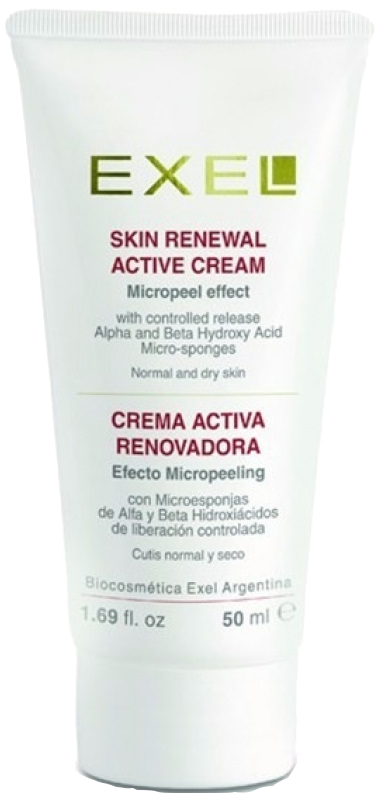 EXEL
SKIN RENEWAL
ACTIVE CREAM
Micropeel effect
with controlled release
Alpha and Beta Hydroxy Acid
Micro-sponges
Normal and dry skin
CREMA ACTIVA
RENOVADORA
Efecto Micropeeling
con Microesponjas
de Alfa y Beta Hidroxiácidos
de liberación controlada
Cutis normal y seco
Biocosmética Exel Argentina
1.69 fl. oz 50 ml ℮